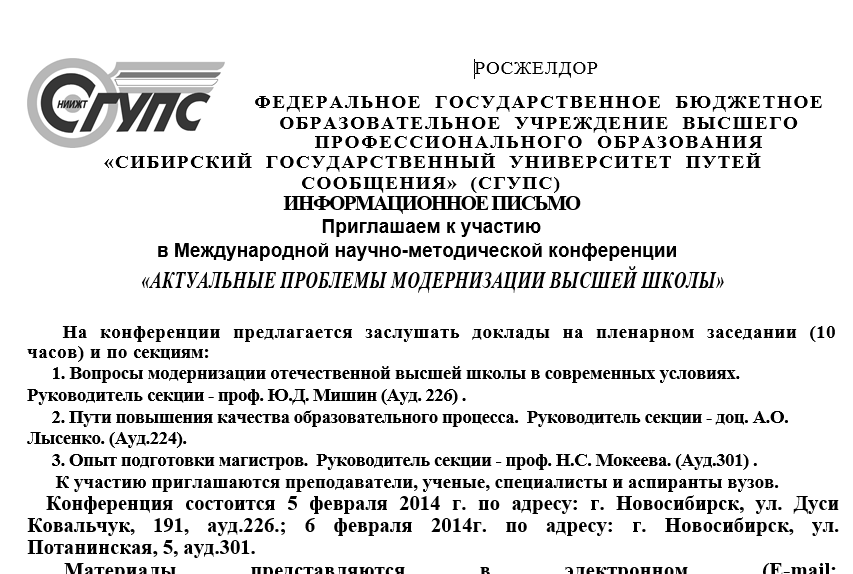 НИИЖТ
СГУПС
РОСЖЕЛДОР
ФЕДЕРАЛЬНОЕ ГОСУДАРСТВЕННОЕ БЮДЖЕТНОЕ
ОБРАЗОВАТЕЛЬНОЕ УЧРЕЖДЕНИЕ ВЫСШЕГО
ПРОФЕССИОНАЛЬНОГО ОБРАЗОВАНИЯ
«СИБИРСКИЙ ГОСУДАРСТВЕННЫЙ УНИВЕРСИТЕТ ПУТЕЙ
СООБЩЕНИЯ» (СГУПС)
ИНФОРМАЦИОННОЕ ПИСЬМО
Приглашаем к участию
в Международной научно-методической конференции
«АКТУАЛЬНЫЕ ПРОБЛЕМЫ МОДЕРНИЗАЦИИ ВЫСШЕЙ ШКОЛЫ»
На конференции предлагается заслушать доклады на пленарном заседании (10
часов) и по секциям:
1. Вопросы модернизации отечественной высшей школы в современных условиях.
Руководитель секции - проф. Ю.Д. Мишин (Ауд. 226) .
2. Пути повышения качества образовательного процесса. Руководитель секции - доц. А.О.
Лысенко. (Ауд.224).
3. Опыт подготовки магистров. Руководитель секции - проф. Н.С. Мокеева. (Ауд.301) .
К участию приглашаются преподаватели, ученые, специалисты и аспиранты вузов.
Конференция состоится 5 февраля 2014 г. по адресу: г. Новосибирск, ул. Дуси
Ковальчук, 191, ауд.226.; 6 февраля 2014г. по адресу: г. Новосибирск, ул.
Потанинская, 5, ауд.301.
Материалы представляются в электронном (E-mail: